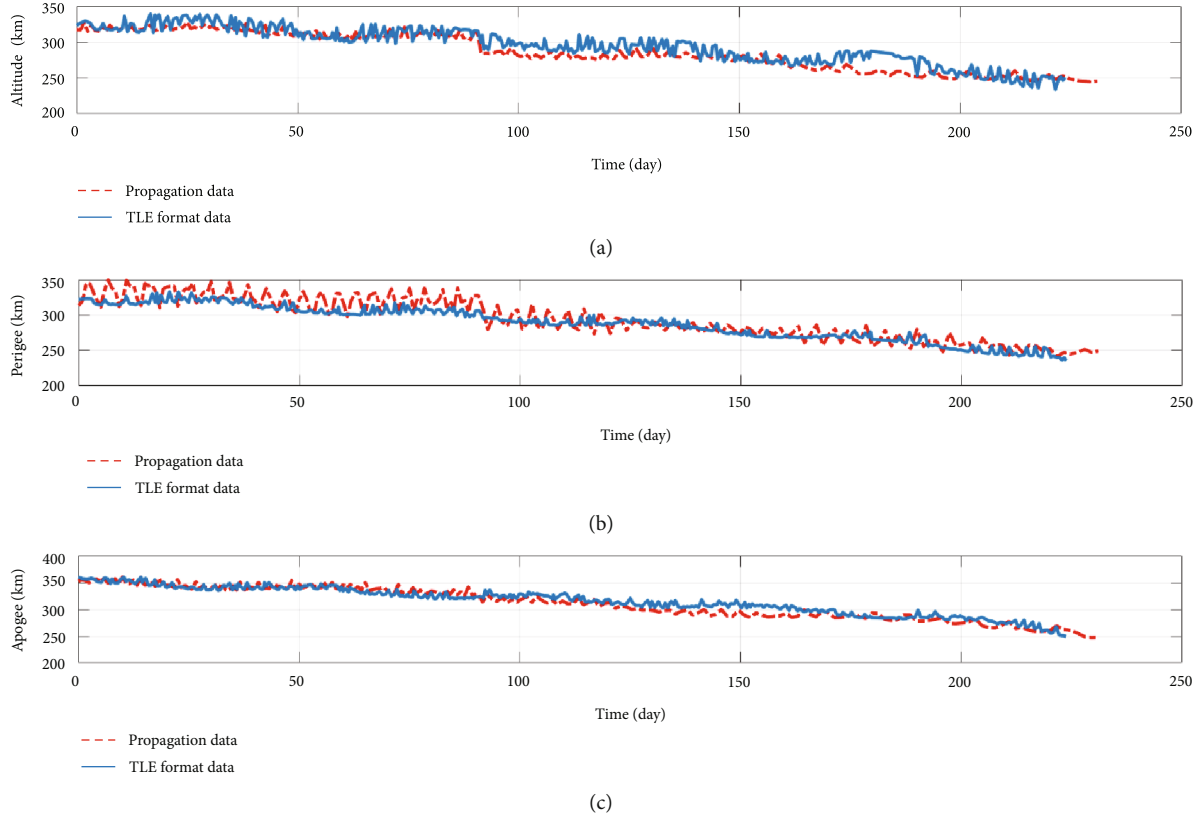 350
300
250
200
Altitude (km)
0 50 100 150 200 250
Time (day)
Propagation data
TLE format data
(a)
350
300
250
200
Perigee (km)
0 50 100 150 200 250
Time (day)
Propagation data
TLE format data
(b)
400
350
300
250
200
Apogee (km)
0 50 100 150 200 250
Time (day)
Propagation data
TLE format data
(c)